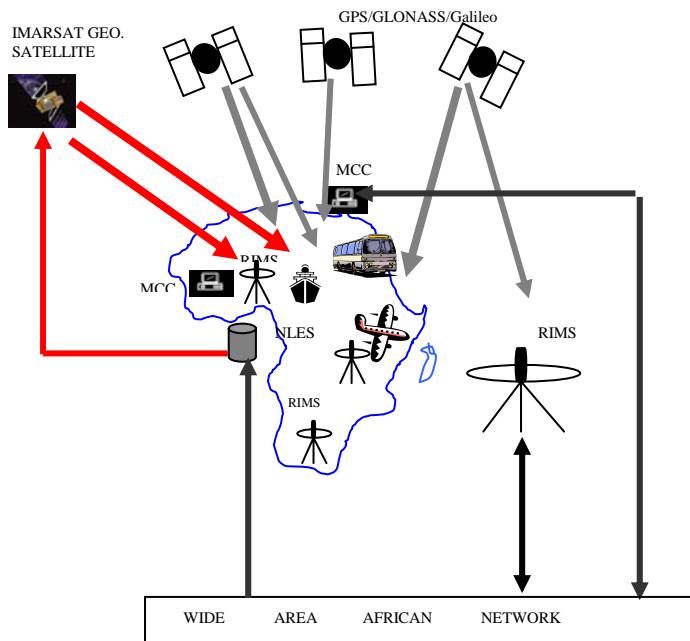 IMARSAT GEO.
SATELLITE
GPS/GLONASS/Galileo
MCC
RIMS
MCC
NLES
RIMS
RIMS
WIDE AREA AFRICAN NETWORK